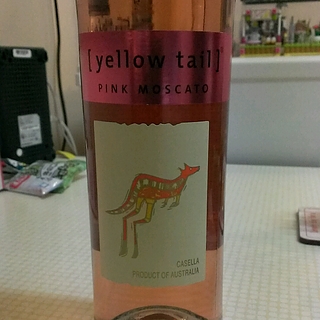 [yellow tail]
PINK MOSCATO
CASELLA
PRODUCT OF AUSTRALIA